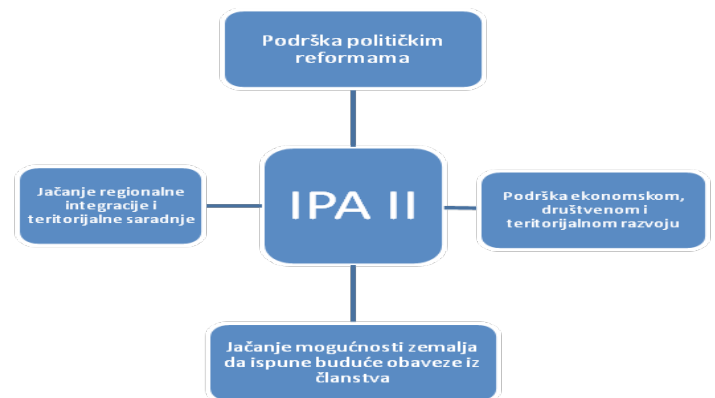 Podrška političkim
reformama
Jačanje regionalne
integracije i
teritorijalne saradnje
IPA II
Podrška ekonomskom,
društvenom i
teritorijalnom razvoju
Jačanje mogućnosti zemalja
da ispune buduće obaveze iz
članstva